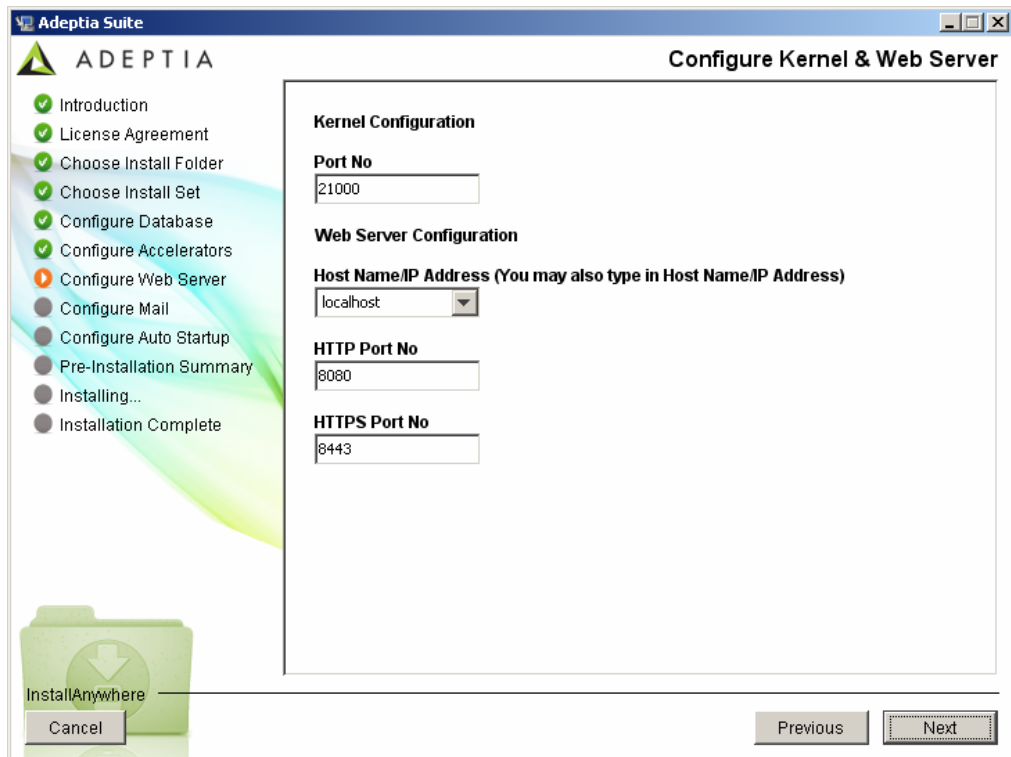 Adeptia Suite
ADEPTIA
Configure Kernel & Web Server
Introduction
License Agreement
Choose Install Folder
Choose Install Set
Configure Database
Configure Accelerators
Configure Web Server
Configure Mail
Configure Auto Startup
Pre-Installation Summary
Installing...
Installation Complete
Kernel Configuration
Port No
21000
Web Server Configuration
Host Name/IP Address (You may also type in Host Name/IP Address)
localhost
HTTP Port No
8080
HTTPS Port No
8443
InstallAnywhere
Cancel
Previous
Next